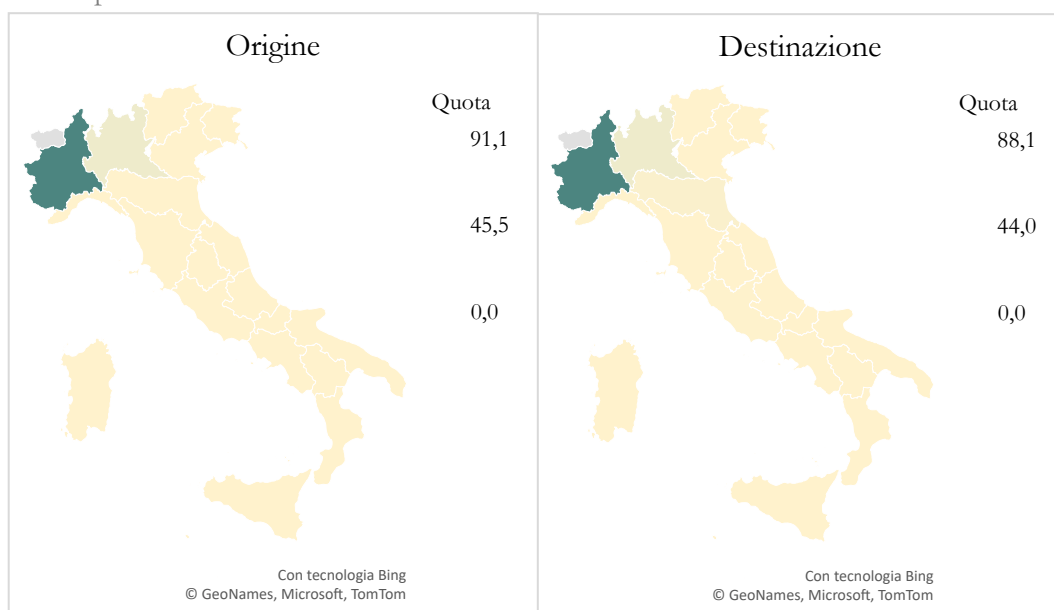 Origine
Quota
91,1
45,5
0,0
Con tecnologia Bing
© GeoNames, Microsoft, TomTom
Destinazione
Quota
88,1
44,0
0,0
Con tecnologia Bing
© GeoNames, Microsoft, TomTom